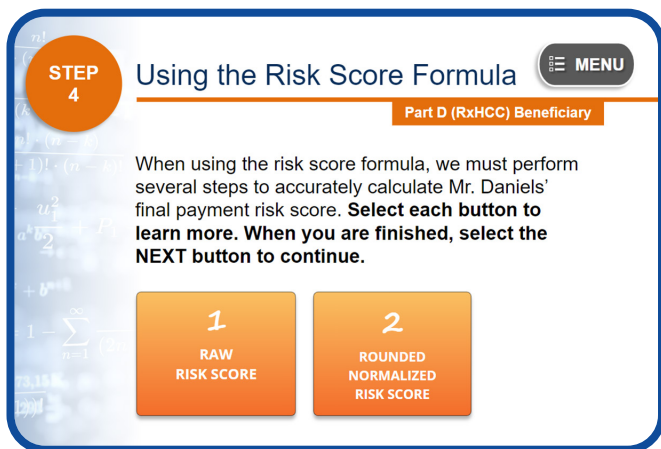 STEP
4
Using the Risk Score Formula
MENU
Part D (RxHCC) Beneficiary
When using the risk score formula, we must perform
several steps to accurately calculate Mr. Daniels'
final payment risk score. Select each button to
learn more. When you are finished, select the
NEXT button to continue.
1
RAW
RISK SCORE
2
ROUNDED
NORMALIZED
RISK SCORE